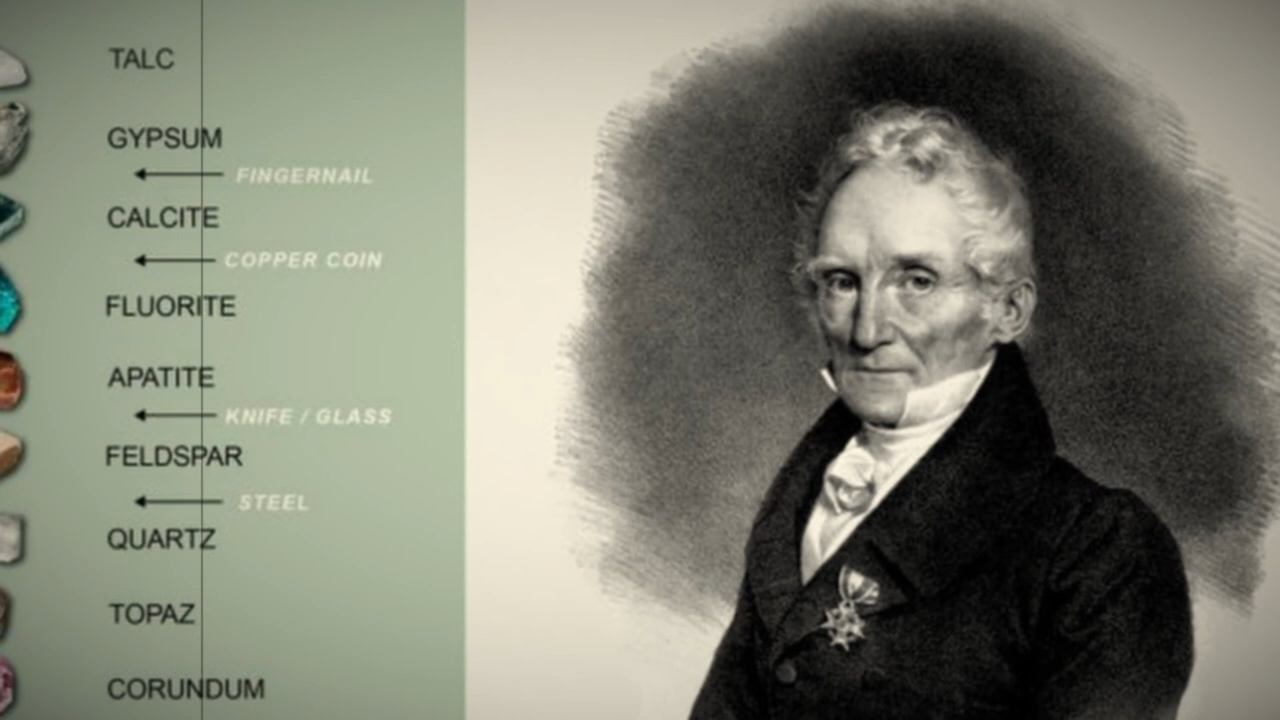 TALC
GYPSUM
FINGERNAIL
CALCITE
COPPER COIN
FLUORITE
APATITE
KNIFE / GLASS
FELDSPAR
STEEL
QUARTZ
TOPAZ
CORUNDUM